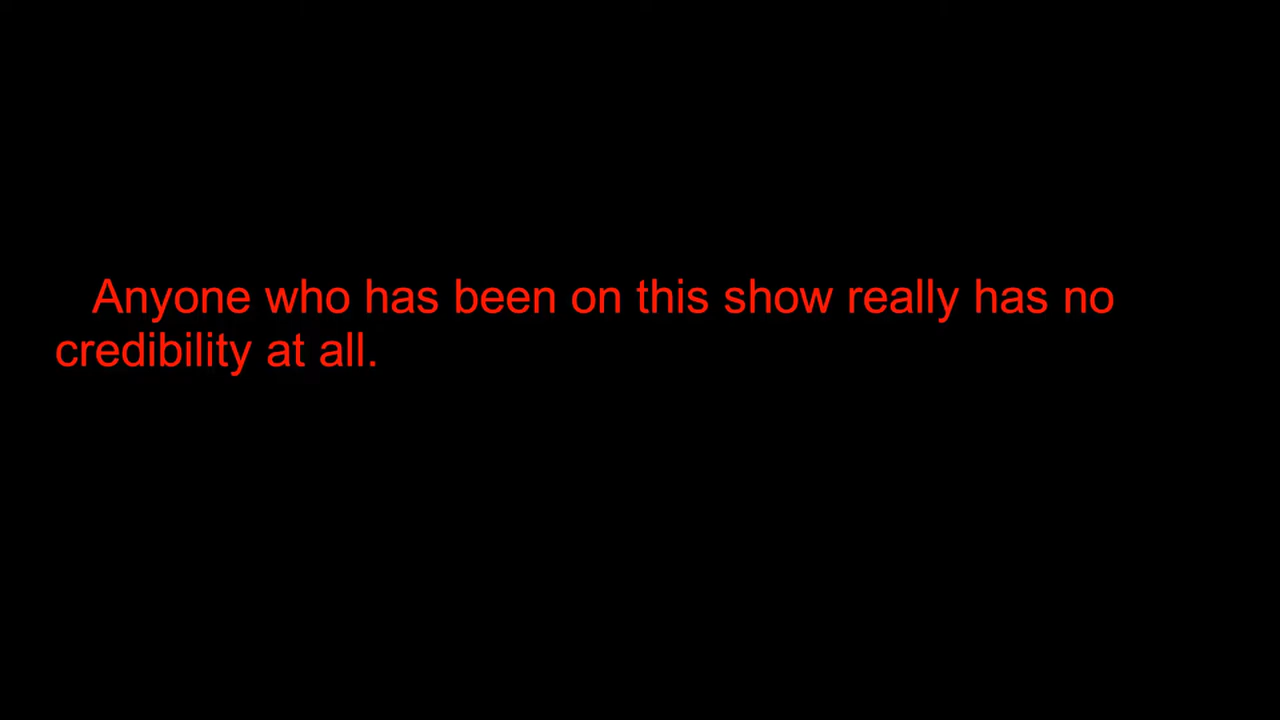 Anyone who has been on this show really has no
credibility at all.